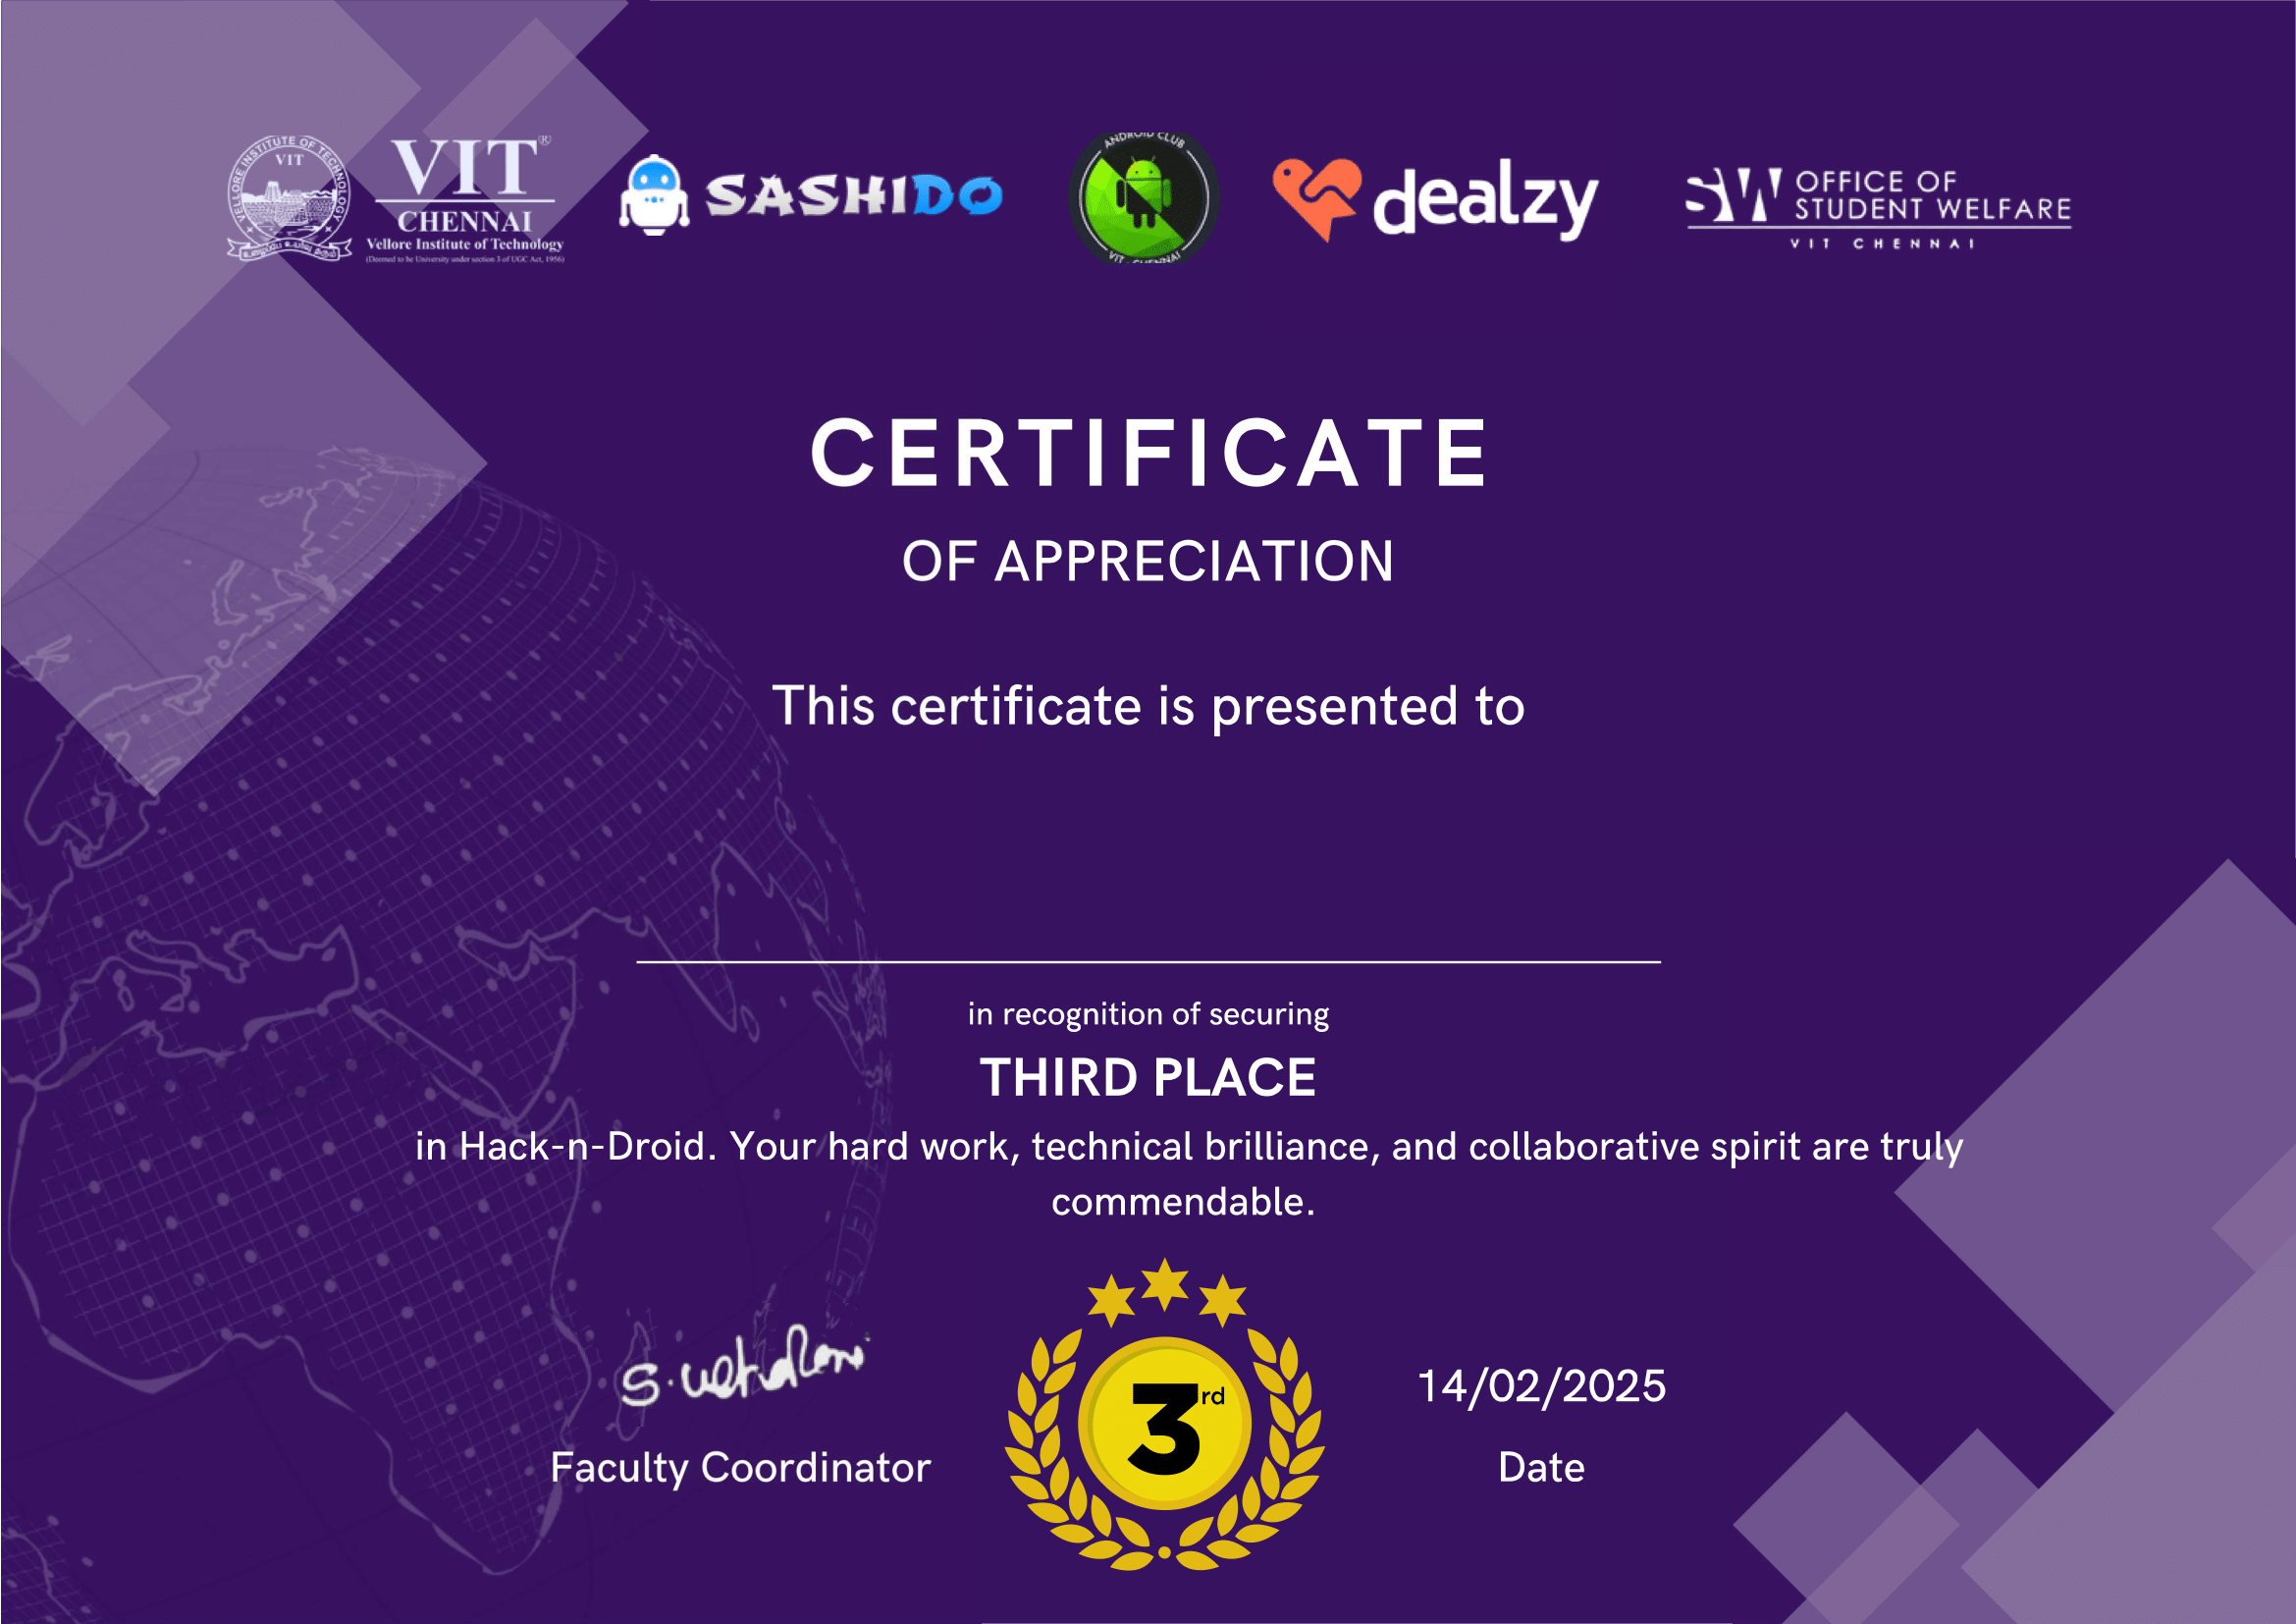 VELLORE INSTITUTE OF TECHNOLOGY
VIT
VIT®
CHENNAI
Vellore Institute of Technology
(Deemed to be University under section 3 of UGC Act, 1956)
SASHIDO
ANDROID CLUB
VIT - CHENNAI
dealzy
SW OFFICE OF
STUDENT WELFARE
VIT CHENNAI
CERTIFICATE
OF APPRECIATION
This certificate is presented to
in recognition of securing
THIRD PLACE
in Hack-n-Droid. Your hard work, technical brilliance, and collaborative spirit are truly
commendable.
3rd
14/02/2025
Faculty Coordinator
Date